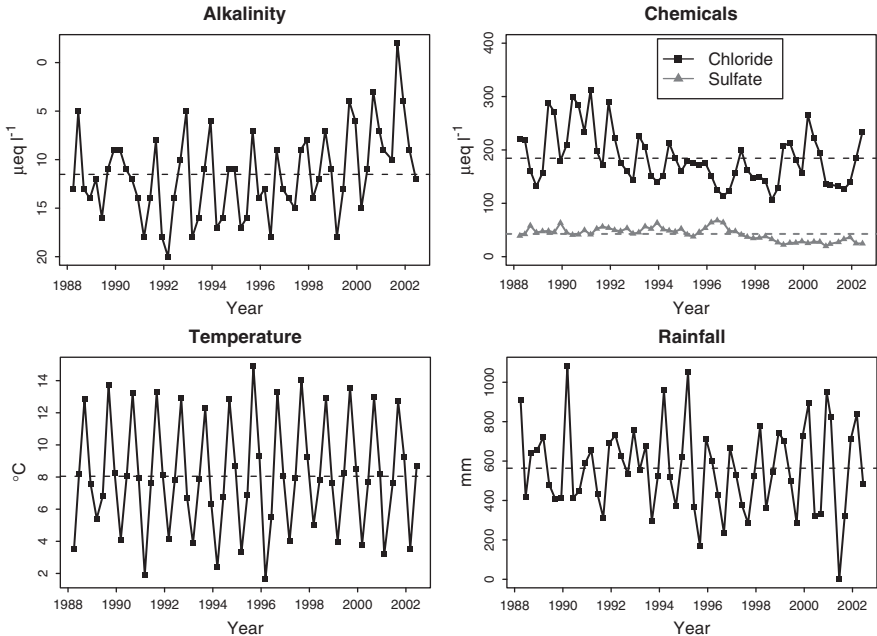 Alkalinity
µeq l⁻¹
0
5
10
15
20
1988 1990 1992 1994 1996 1998 2000 2002
Year
Chemicals
µeq l⁻¹
400
300
200
100
0
Chloride
Sulfate
1988 1990 1992 1994 1996 1998 2000 2002
Year
Temperature
°C
14
12
10
8
6
4
2
1988 1990 1992 1994 1996 1998 2000 2002
Year
Rainfall
mm
1000
800
600
400
200
0
1988 1990 1992 1994 1996 1998 2000 2002
Year